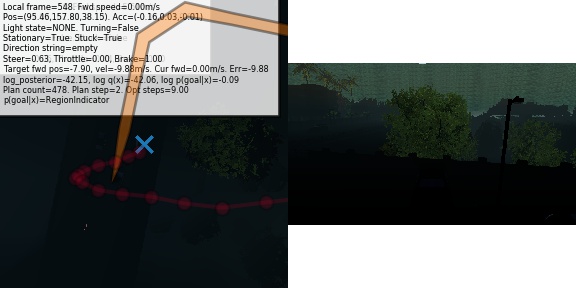 Local frame=548. Fwd speed=0.00m/s
Pos=(95.46,157.80,38.15). Acc=(-0.16,0.03,-0.01)
Light state=NONE. Turning=False
Stationary=True. Stuck=True
Direction string=empty
Steer=0.63, Throttle=0.00, Brake=1.00
Target fwd pos=-7.90, vel=-9.88m/s. Cur fwd=0.00m/s. Err=-9.88
log_posterior=-42.15, log q(x)=-42.06, log p(goal|x)=-0.09
Plan count=478. Plan step=2. Opt steps=9.00
p(goal|x)=RegionIndicator